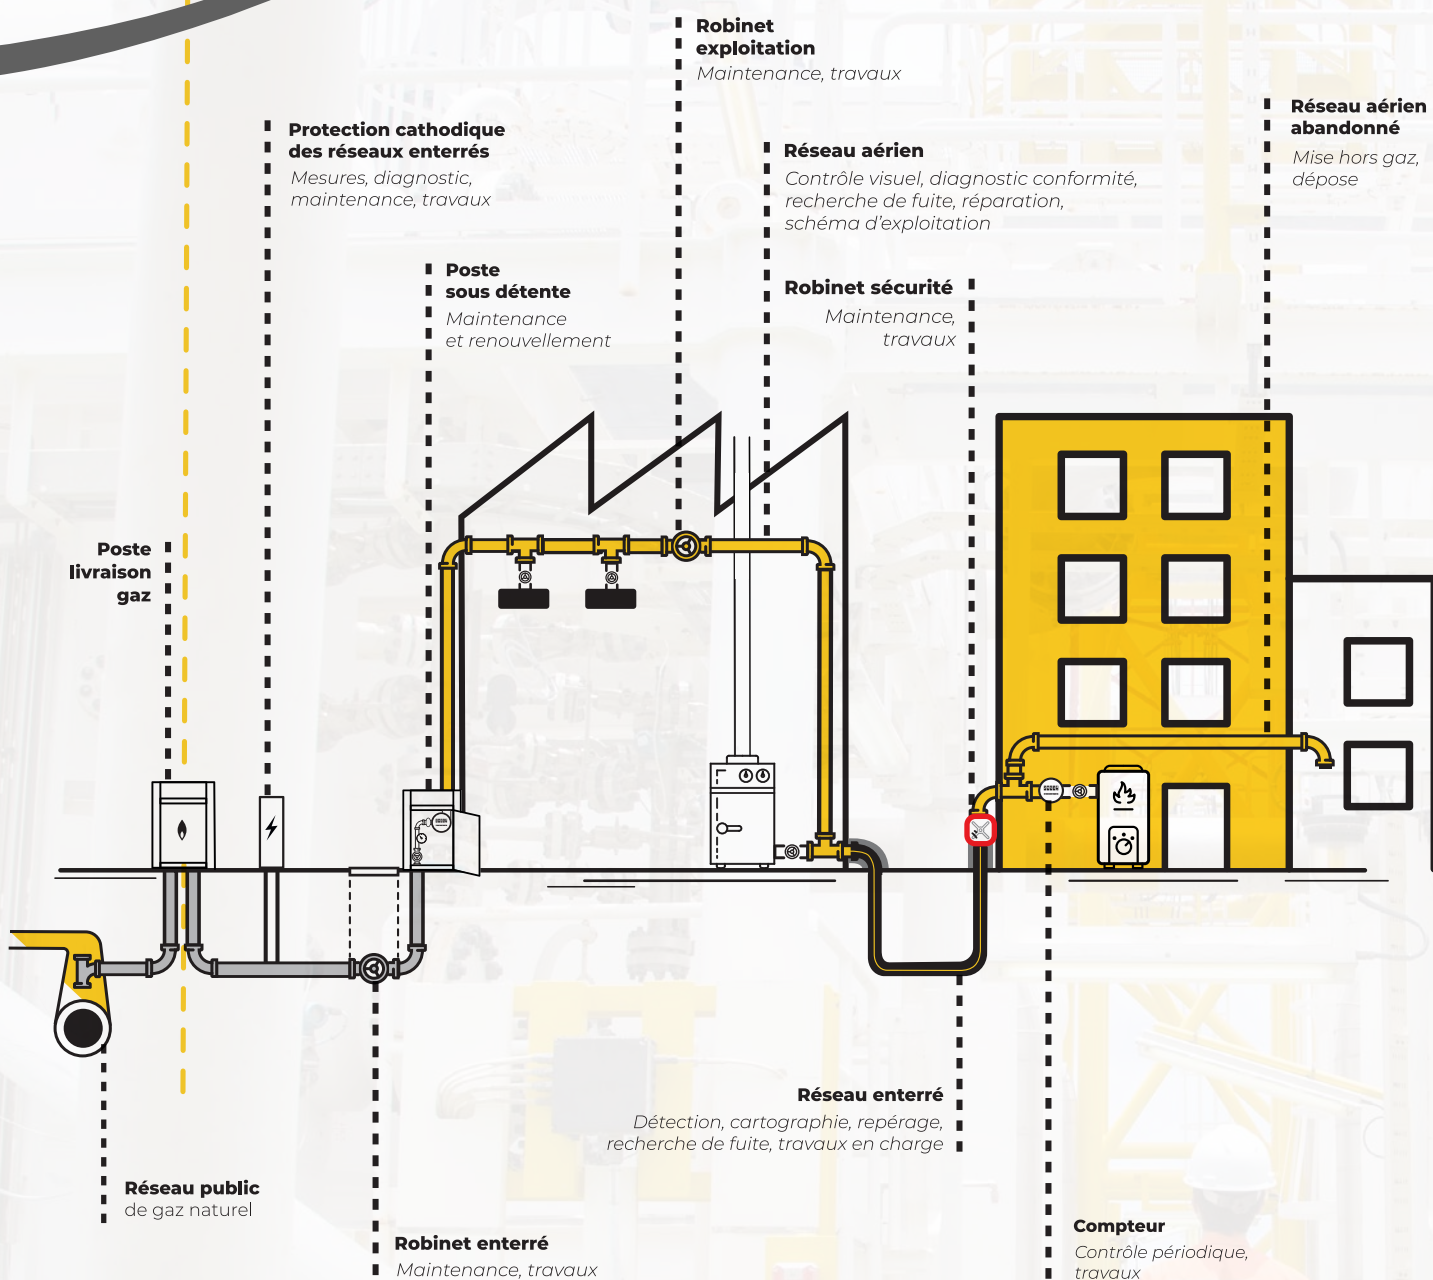 Robinet
exploitation
Maintenance, travaux
Réseau aérien
abandonné
Mise hors gaz,
dépose
Protection cathodique
des réseaux enterrés
Mesures, diagnostic,
maintenance, travaux
Réseau aérien
Contrôle visuel, diagnostic conformité,
recherche de fuite, réparation,
schéma d'exploitation
Poste
sous détente
Maintenance
et renouvellement
Robinet sécurité
Maintenance,
travaux
Poste
livraison
gaz
Réseau enterré
Détection, cartographie, repérage,
recherche de fuite, travaux en charge
Réseau public
de gaz naturel
Robinet enterré
Maintenance, travaux
Compteur
Contrôle périodique,
travaux